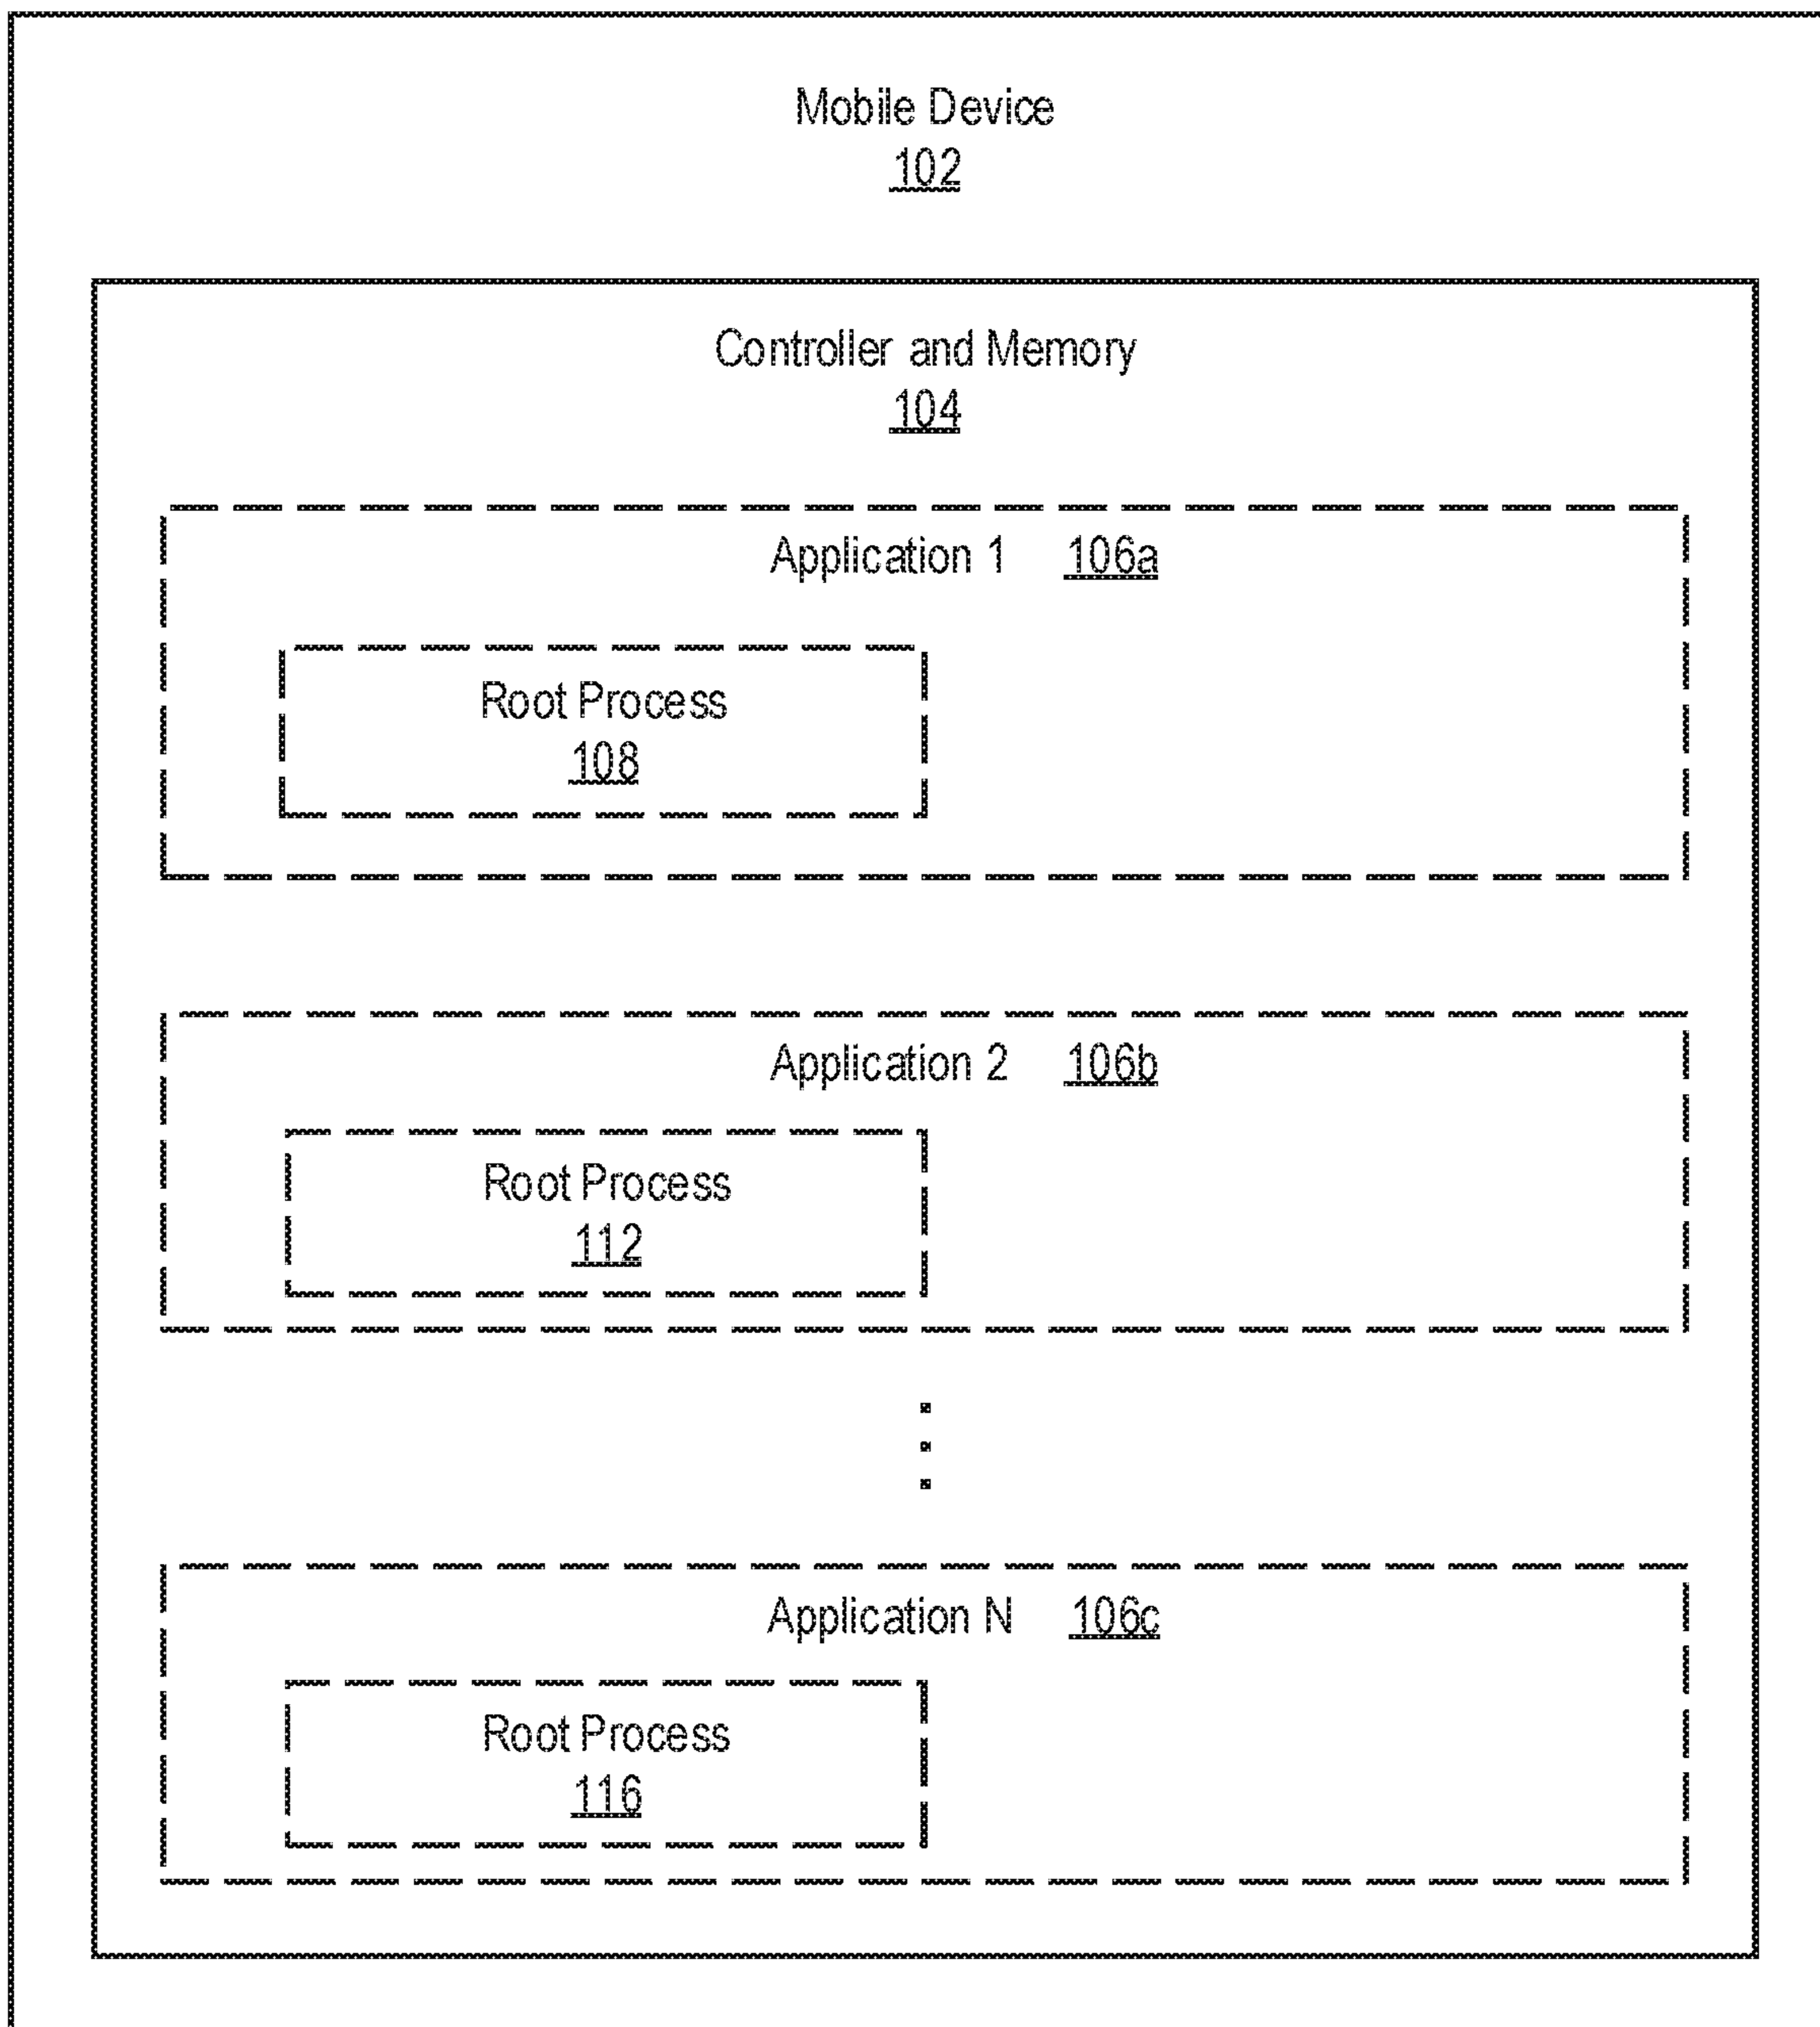 Mobile Device
102
Controller and Memory
104
Application 1 106a
Root Process
108
Application 2 106b
Root Process
112
Application N 106c
Root Process
116